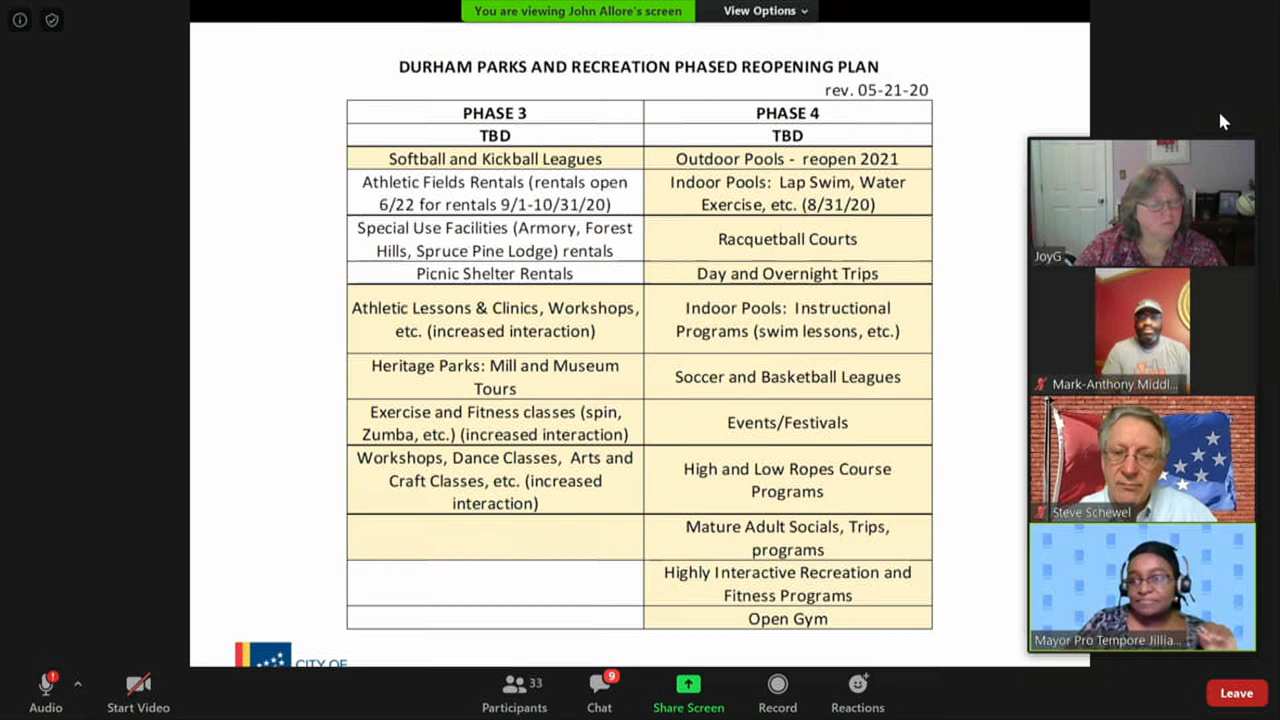 You are viewing John Allore's screen
View Options
DURHAM PARKS AND RECREATION PHASED REOPENING PLAN
rev. 05-21-20
PHASE 3
PHASE 4
TBD
TBD
Softball and Kickball Leagues
Outdoor Pools - reopen 2021
Athletic Fields Rentals (rentals open
6/22 for rentals 9/1-10/31/20)
Indoor Pools: Lap Swim, Water
Exercise, etc. (8/31/20)
Special Use Facilities (Armory, Forest
Hills, Spruce Pine Lodge) rentals
Racquetball Courts
Picnic Shelter Rentals
Day and Overnight Trips
Athletic Lessons & Clinics, Workshops,
etc. (increased interaction)
Indoor Pools: Instructional
Programs (swim lessons, etc.)
Heritage Parks: Mill and Museum
Tours
Soccer and Basketball Leagues
Exercise and Fitness classes (spin,
Zumba, etc.) (increased interaction)
Events/Festivals
Workshops, Dance Classes, Arts and
Craft Classes, etc. (increased
interaction)
High and Low Ropes Course
Programs
Mature Adult Socials, Trips,
programs
Highly Interactive Recreation and
Fitness Programs
Open Gym
CITY OF
JoyG
Mark-Anthony Middl...
Steve Schewel
Mayor Pro Tempore Jillia...
Audio
Start Video
33
Participants
9
Chat
Share Screen
Record
Reactions
Leave